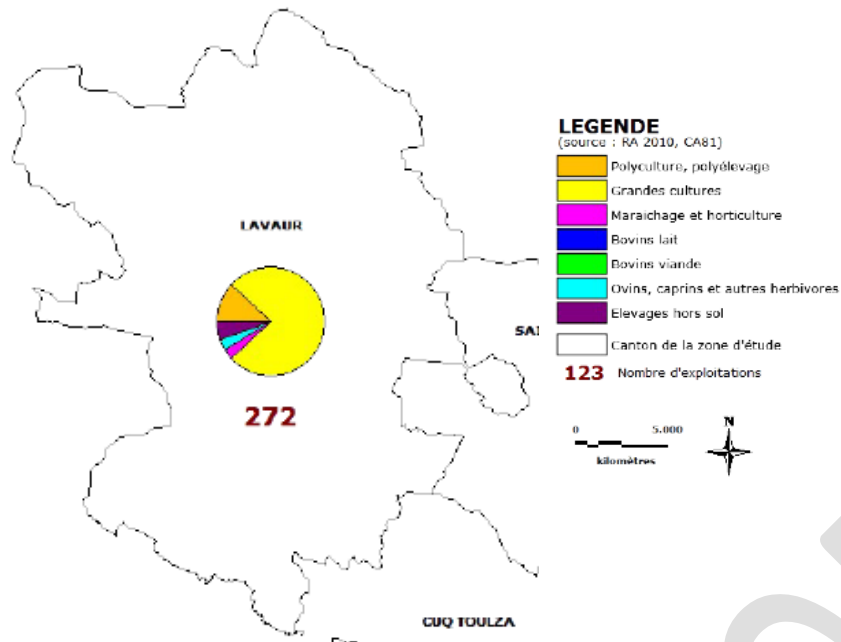 LAVAUR
272
SAI
CUQ TOULZA
LEGENDE
(source : RA 2010, CA81)
Polyculture, polyélevage
Grandes cultures
Maraichage et horticulture
Bovins lait
Bovins viande
Ovins, caprins et autres herbivores
Elevages hors sol
Canton de la zone d'étude
123 Nombre d'exploitations
0 5.000
kilomètres
N